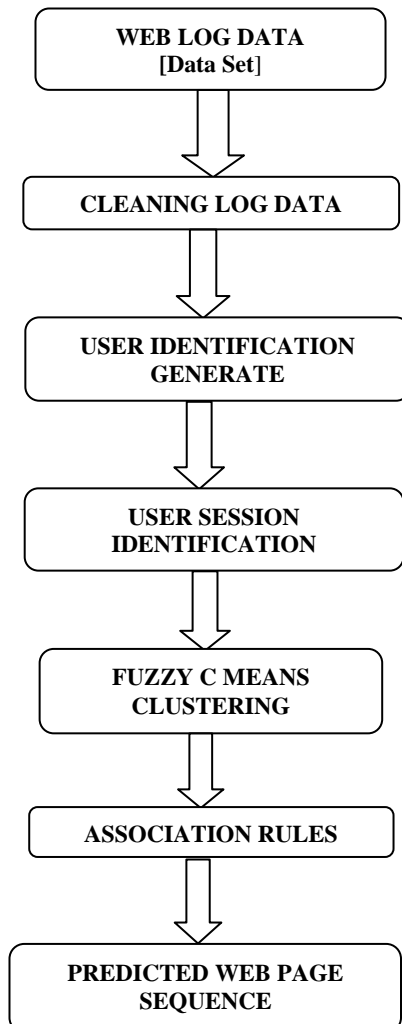 WEB LOG DATA
[Data Set]
CLEANING LOG DATA
USER IDENTIFICATION
GENERATE
USER SESSION
IDENTIFICATION
FUZZY C MEANS
CLUSTERING
ASSOCIATION RULES
PREDICTED WEB PAGE
SEQUENCE